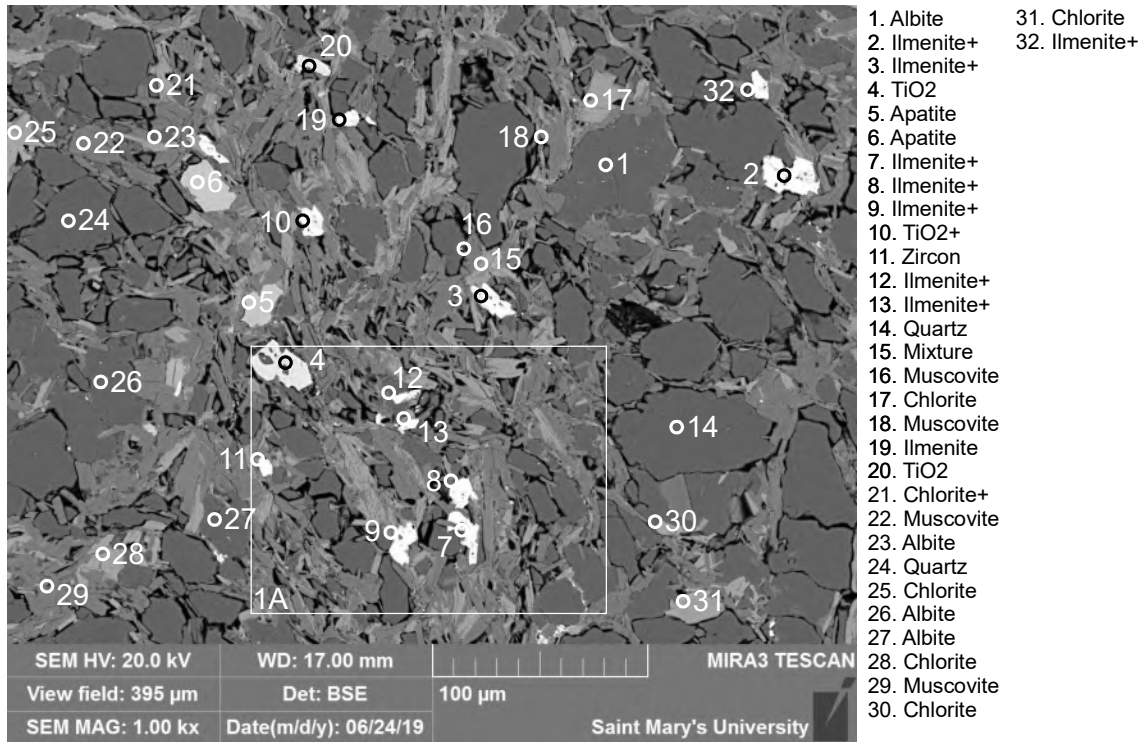 20
21
32
17
19
25
22
23
18
1
2
6
24
10
16
15
5
3
4
12
26
13
14
11
8
27
9
7
30
28
29
1A
31
SEM HV: 20.0 kV
WD: 17.00 mm
MIRA3 TESCAN
View field: 395 µm
Det: BSE
100 µm
SEM MAG: 1.00 kx
Date(m/d/y): 06/24/19
Saint Mary's University
1. Albite
2. Ilmenite+
3. Ilmenite+
4. TiO2
5. Apatite
6. Apatite
7. Ilmenite+
8. Ilmenite+
9. Ilmenite+
10. TiO2+
11. Zircon
12. Ilmenite+
13. Ilmenite+
14. Quartz
15. Mixture
16. Muscovite
17. Chlorite
18. Muscovite
19. Ilmenite
20. TiO2
21. Chlorite+
22. Muscovite
23. Albite
24. Quartz
25. Chlorite
26. Albite
27. Albite
28. Chlorite
29. Muscovite
30. Chlorite
31. Chlorite
32. Ilmenite+